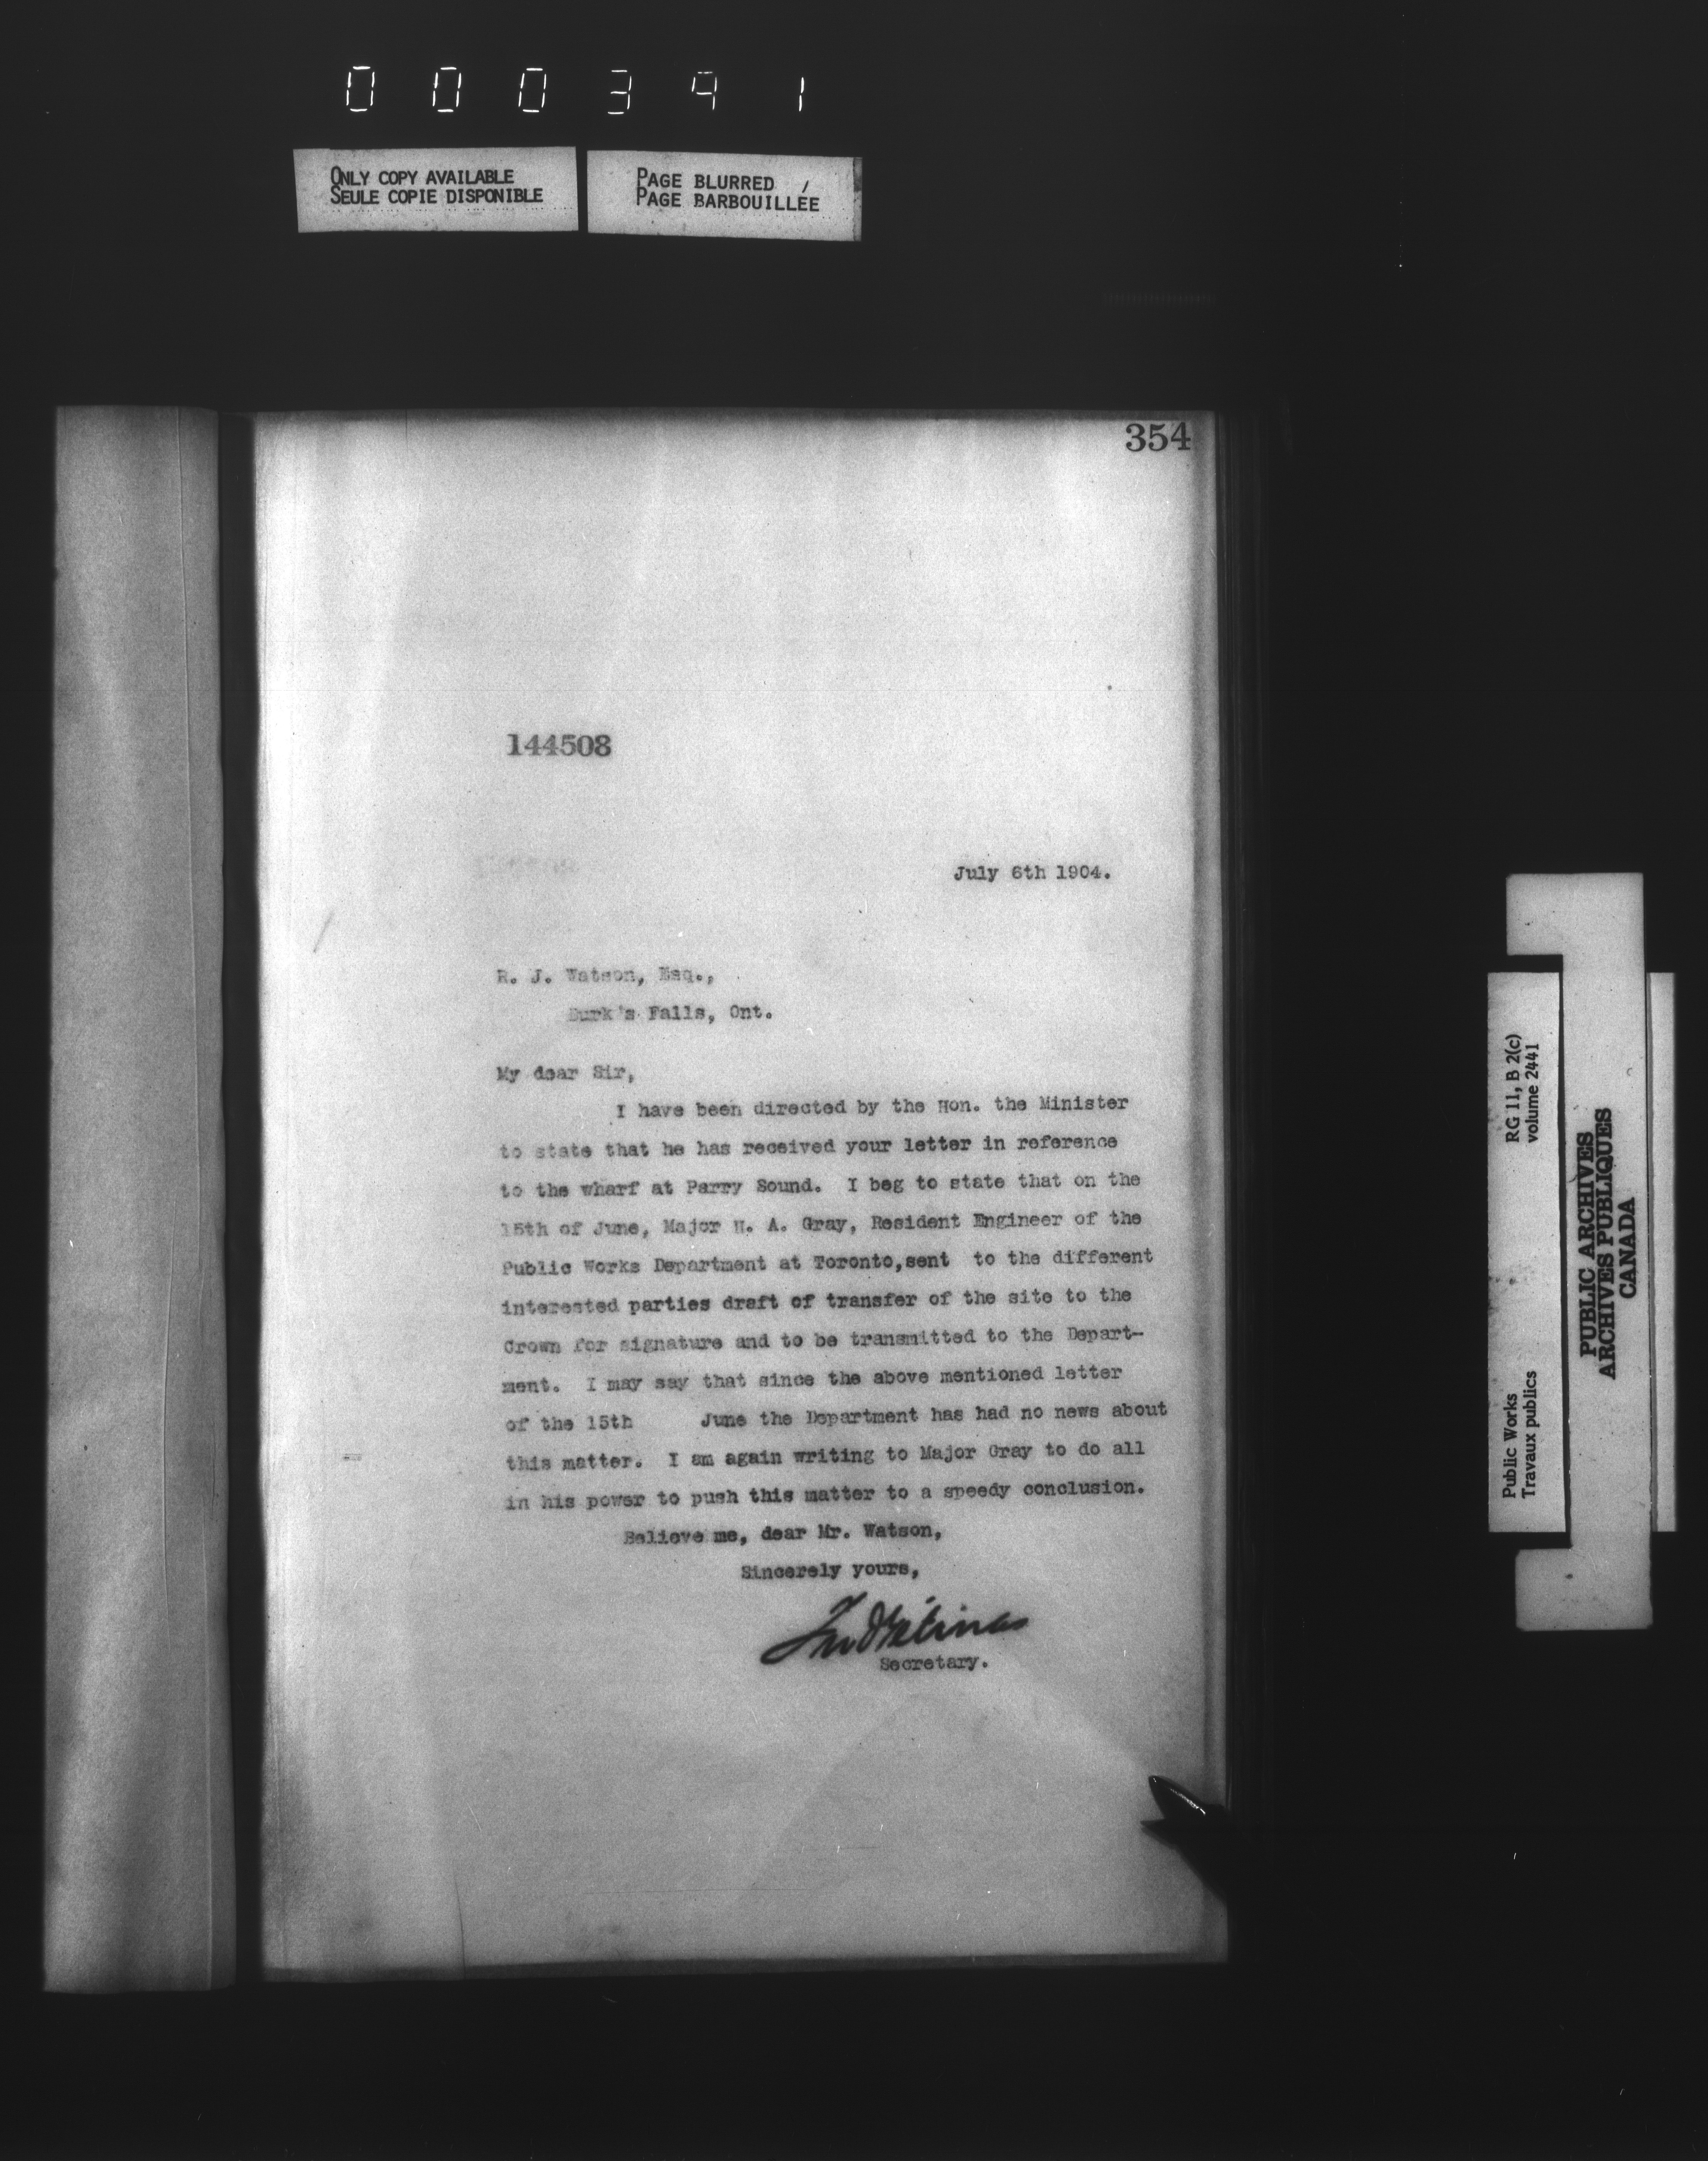 000391
ONLY COPY AVAILABLE
SEULE COPIE DISPONIBLE
PAGE BLURRED /
PAGE BARBOUILLÉE
354
144508
July 6th 1904.
R. J. Watson, Esq.,
Burk's Falls, Ont.
My dear Sir,
I have been directed by the Hon. the Minister
to state that he has received your letter in reference
to the wharf at Parry Sound. I beg to state that on the
15th of June, Major H. A. Gray, Resident Engineer of the
Public Works Department at Toronto,sent to the different
interested parties draft of transfer of the site to the
Crown for signature and to be transmitted to the Depart-
ment. I may say that since the above mentioned letter
of the 15th June the Department has had no news about
this matter. I am again writing to Major Gray to do all
in his power to push this matter to a speedy conclusion.
Believe me, dear Mr. Watson,
Sincerely yours,
Secretary.
RG 11, B 2(c)
volume 2441
Public Works
Travaux publics
PUBLIC ARCHIVES
ARCHIVES PUBLIQUES
CANADA